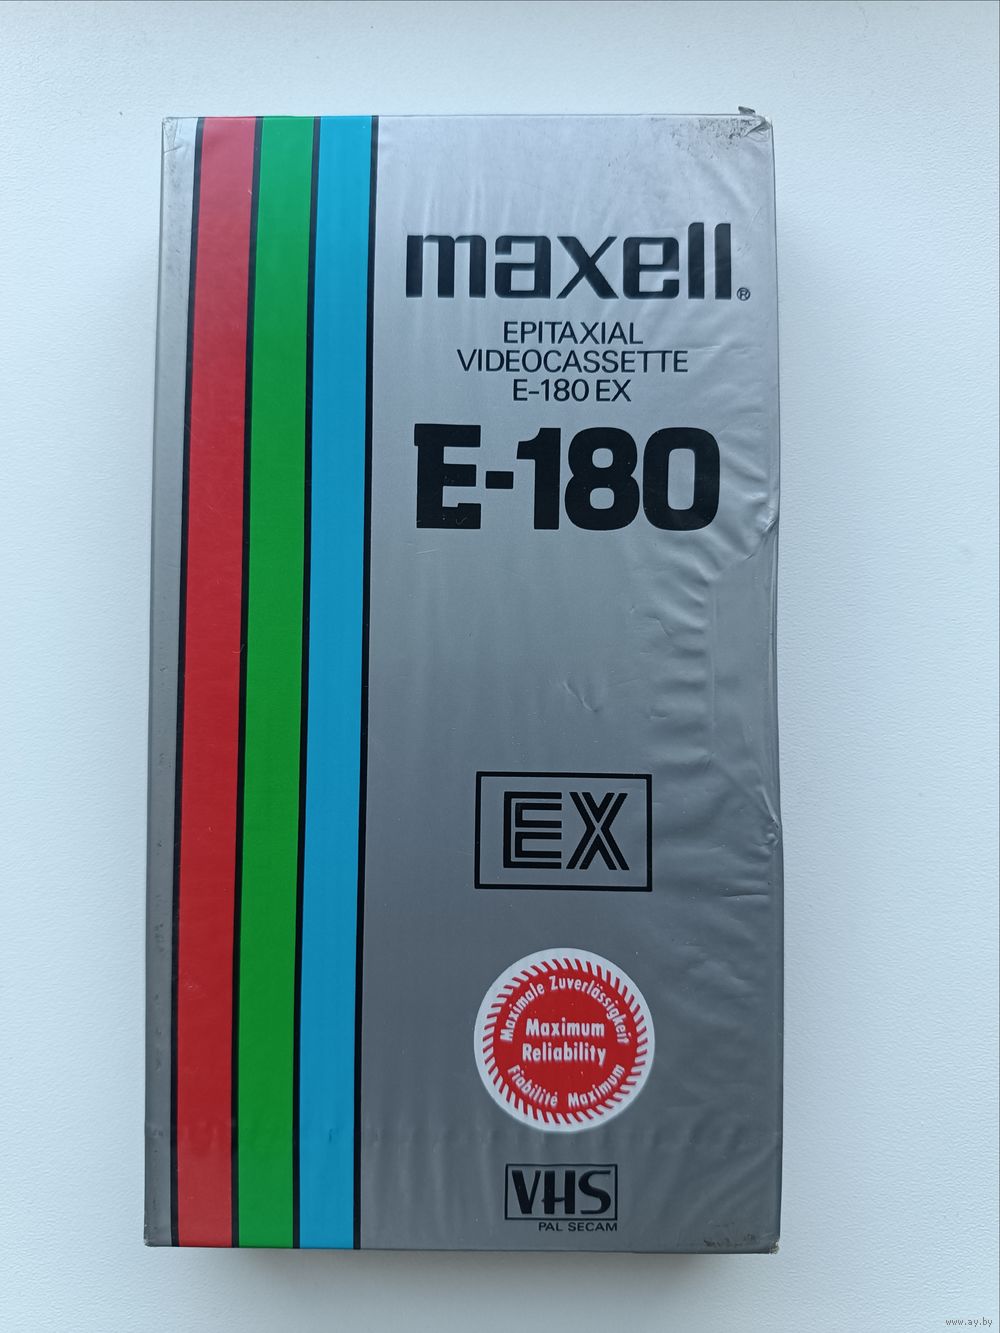 maxell®
EPITAXIAL
VIDEOCASSETTE
E-180 EX
E-180
EX
Maximale Zuverlässigkeit
Maximum
Reliability
Fiabilité Maximum
VHS
PAL SECAM
www.ay.by